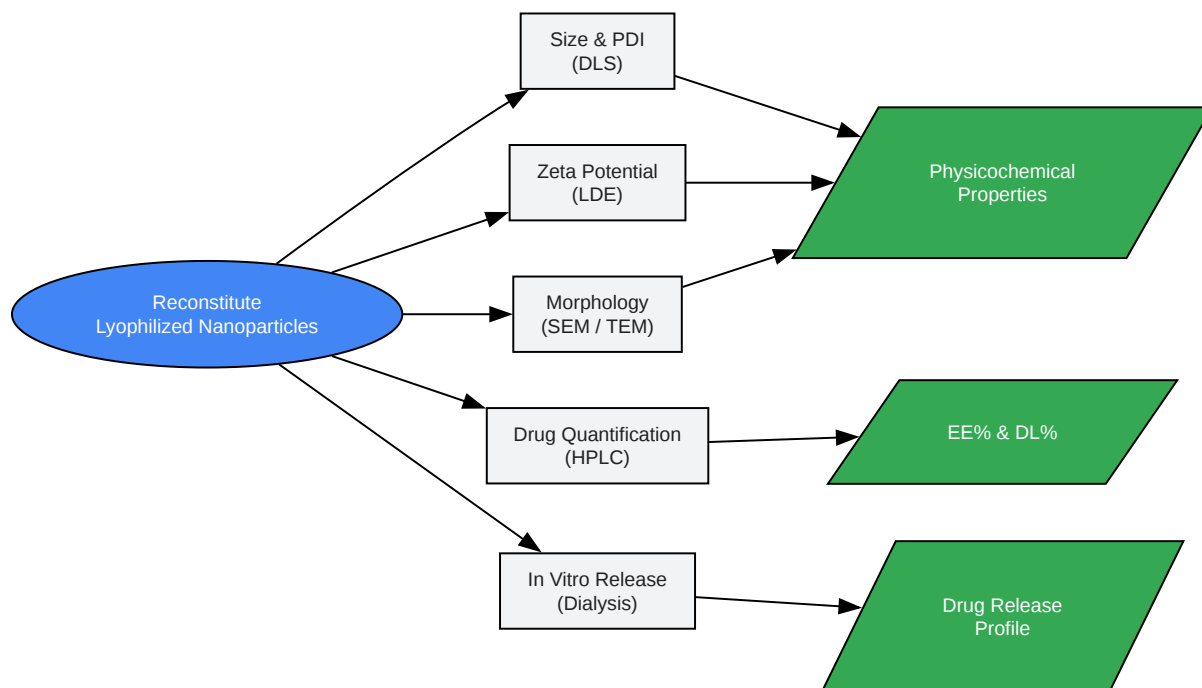 Size & PDI
(DLS)
Zeta Potential
(LDE)
Physicochemical
Properties
Reconstitute
Lyophilized Nanoparticles
Morphology
(SEM / TEM)
Drug Quantification
(HPLC)
EE% & DL%
In Vitro Release
(Dialysis)
Drug Release
Profile